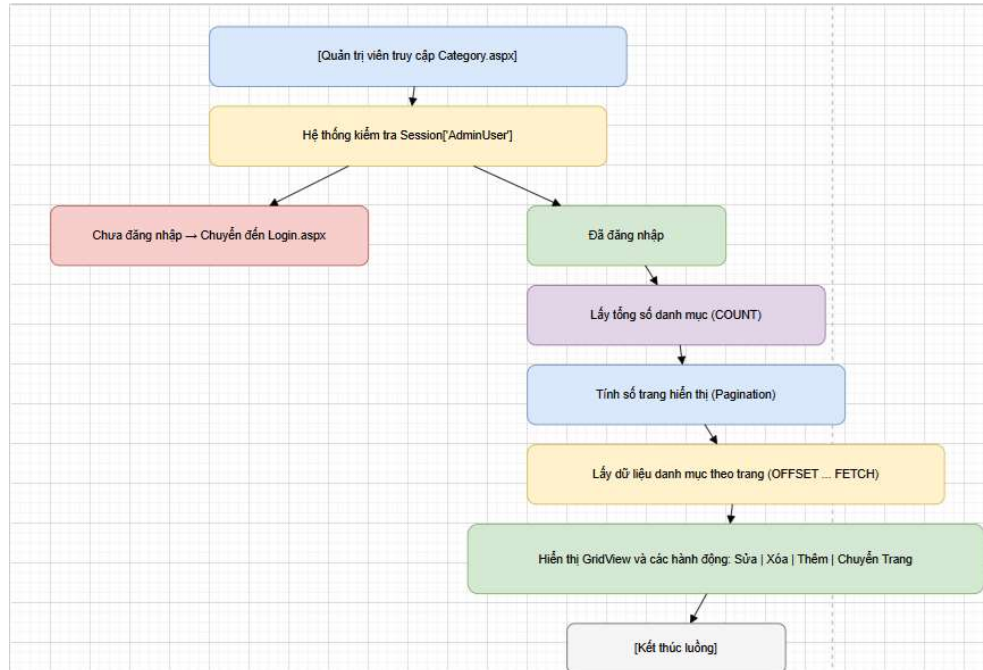 [Quản trị viên truy cập Category.aspx]
Hệ thống kiểm tra Session['AdminUser']
Chưa đăng nhập → Chuyển đến Login.aspx
Đã đăng nhập
Lấy tổng số danh mục (COUNT)
Tính số trang hiển thị (Pagination)
Lấy dữ liệu danh mục theo trang (OFFSET ... FETCH)
Hiển thị GridView và các hành động: Sửa | Xóa | Thêm | Chuyển Trang
[Kết thúc luồng]